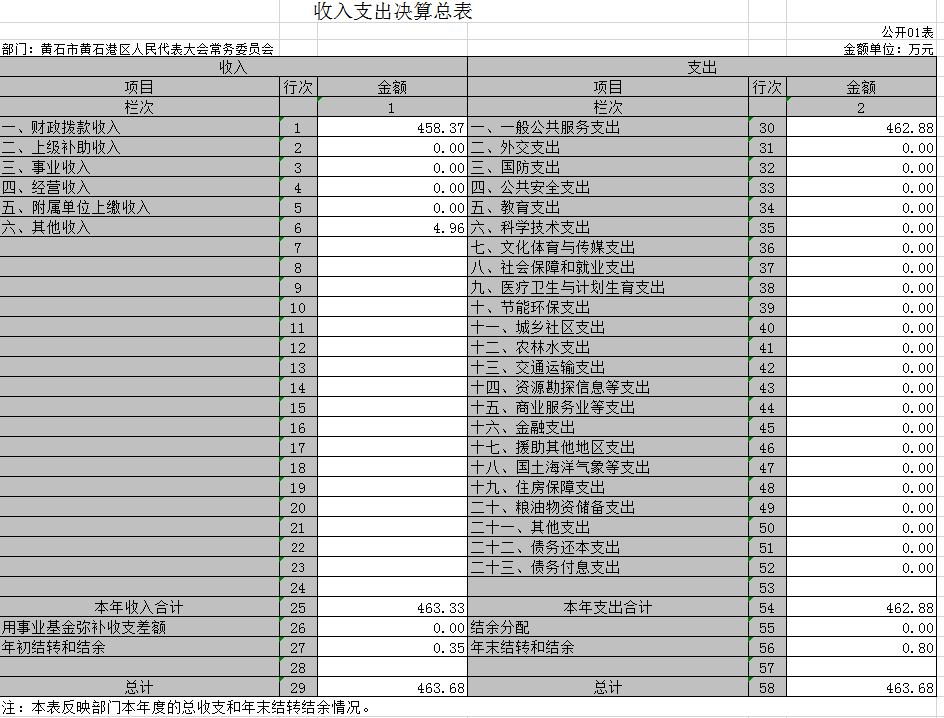 收入支出决算总表
公开01表
部门：黄石市黄石港区人民代表大会常务委员会 金额单位：万元
收入 支出
项目 行次 金额 项目 行次 金额
栏次 1 栏次 2
一、财政拨款收入 1 458.37 一、一般公共服务支出 30 462.88
二、上级补助收入 2 0.00 二、外交支出 31 0.00
三、事业收入 3 0.00 三、国防支出 32 0.00
四、经营收入 4 0.00 四、公共安全支出 33 0.00
五、附属单位上缴收入 5 0.00 五、教育支出 34 0.00
六、其他收入 6 4.96 六、科学技术支出 35 0.00
7 七、文化体育与传媒支出 36 0.00
8 八、社会保障和就业支出 37 0.00
9 九、医疗卫生与计划生育支出 38 0.00
10 十、节能环保支出 39 0.00
11 十一、城乡社区支出 40 0.00
12 十二、农林水支出 41 0.00
13 十三、交通运输支出 42 0.00
14 十四、资源勘探信息等支出 43 0.00
15 十五、商业服务业等支出 44 0.00
16 十六、金融支出 45 0.00
17 十七、援助其他地区支出 46 0.00
18 十八、国土海洋气象等支出 47 0.00
19 十九、住房保障支出 48 0.00
20 二十、粮油物资储备支出 49 0.00
21 二十一、其他支出 50 0.00
22 二十二、债务还本支出 51 0.00
23 二十三、债务付息支出 52 0.00
24 53
本年收入合计 25 463.33 本年支出合计 54 462.88
用事业基金弥补收支差额 26 0.00 结余分配 55 0.00
年初结转和结余 27 0.35 年末结转和结余 56 0.80
28 57
总计 29 463.68 总计 58 463.68
注：本表反映部门本年度的总收支和年末结转结余情况。